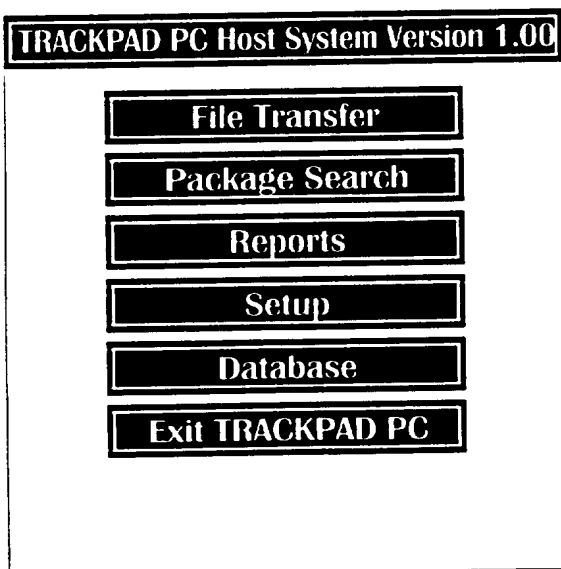 TRACKPAD PC Host System Version 1.00
File Transfer
Package Search
Reports
Setup
Database
Exit TRACKPAD PC